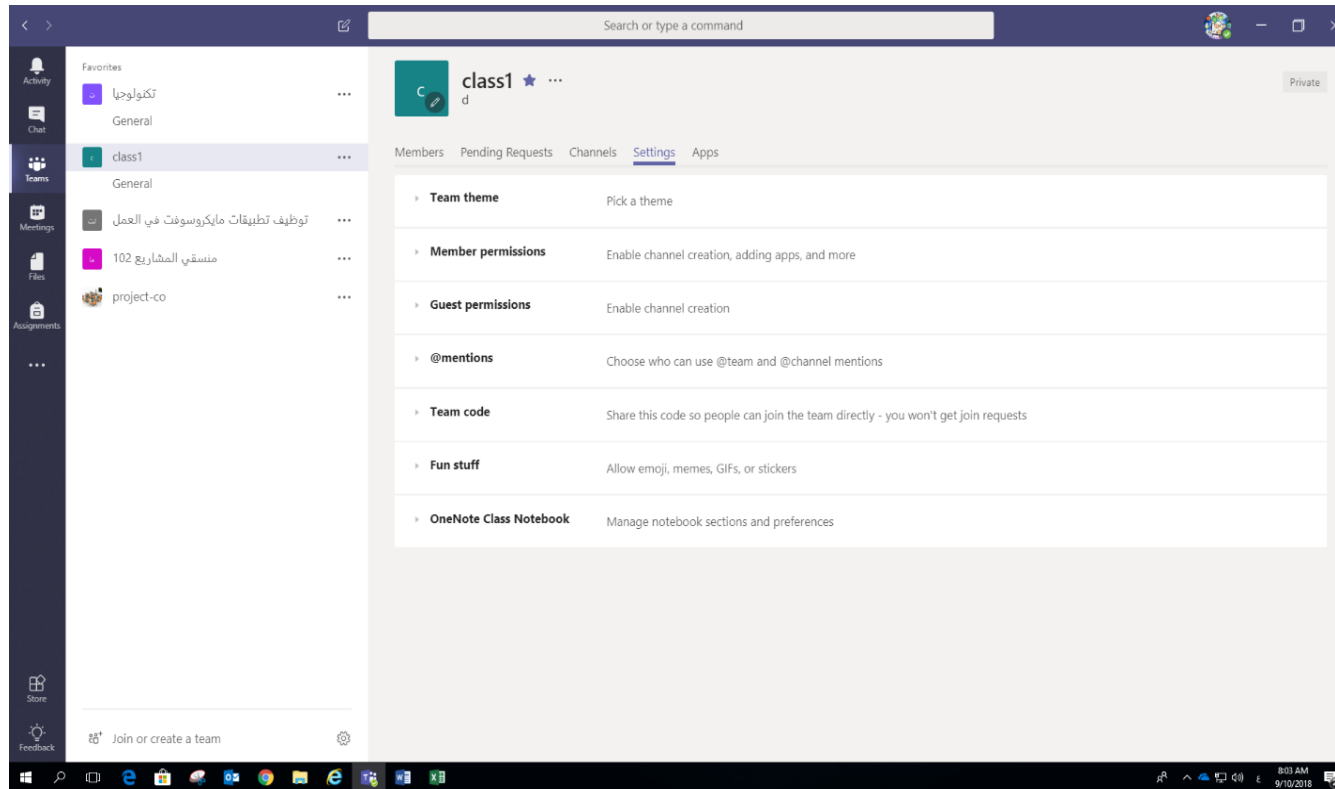 Search or type a command
Activity
Chat
Teams
Meetings
Files
Assignments
Store
Feedback
Favorites
ت تكنولوجيا
General
c class1
General
تت توظيف تطبيقات مايكروسوفت في العمل
ما منسقي المشاريع 102
project-co
Join or create a team
C
class1
d
Private
Members Pending Requests Channels Settings Apps
Team theme Pick a theme
Member permissions Enable channel creation, adding apps, and more
Guest permissions Enable channel creation
@mentions Choose who can use @team and @channel mentions
Team code Share this code so people can join the team directly - you won't get join requests
Fun stuff Allow emoji, memes, GIFs, or stickers
OneNote Class Notebook Manage notebook sections and preferences
ع
8:03 AM
9/10/2018